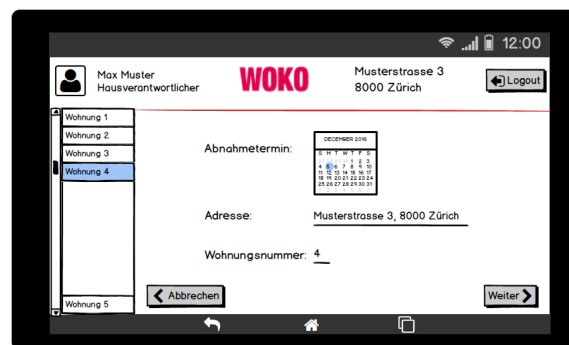 12:00
Max Muster
Hausverantwortlicher
WOKO
Musterstrasse 3
8000 Zürich
Logout
Wohnung 1
Wohnung 2
Wohnung 3
Wohnung 4
Wohnung 5
Abnahmetermin:
DECEMBER 2016
S M T W T F S
1 2 3
4 5 6 7 8 9 10
11 12 13 14 15 16 17
18 19 20 21 22 23 24
25 26 27 28 29 30 31
Adresse: Musterstrasse 3, 8000 Zürich
Wohnungsnummer: 4
Abbrechen
Weiter